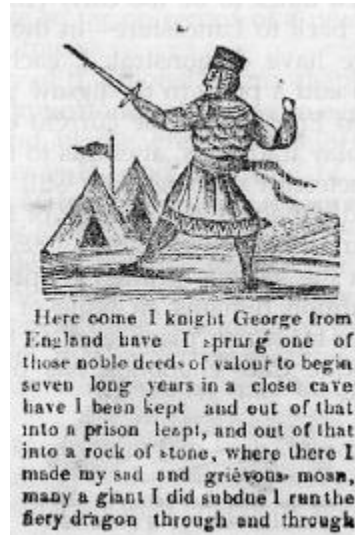 Here come I knight George from
England have I sprung one of
those noble deeds of valour to begin
seven long years in a close cave
have I been kept and out of that
into a prison leapt, and out of that
into a rock of stone, where there I
made my sad and grievous moan,
many a giant I did subdue I run the
fiery dragon through and through